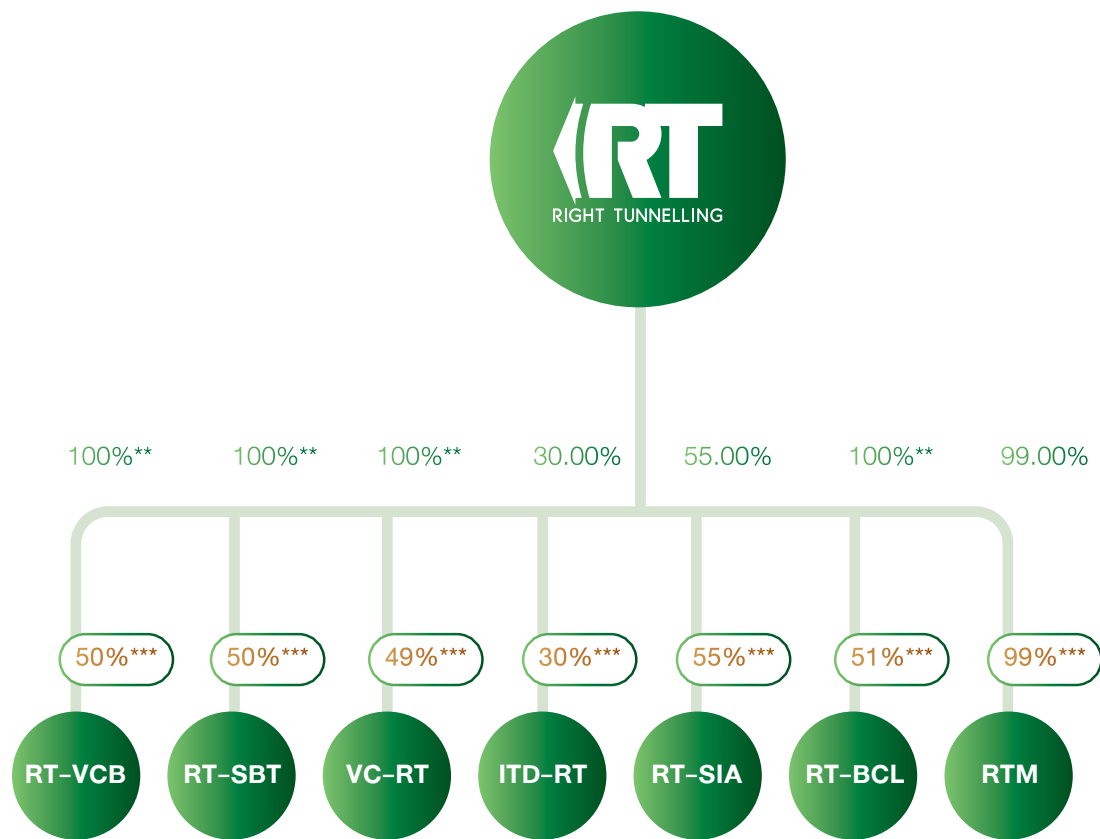 RT
RIGHT TUNNELLING
100%** 100%** 100%** 30.00% 55.00% 100%** 99.00%
50%*** 50%*** 49%*** 30%*** 55%*** 51%*** 99%***
RT–VCB RT–SBT VC–RT ITD–RT RT–SIA RT–BCL RTM